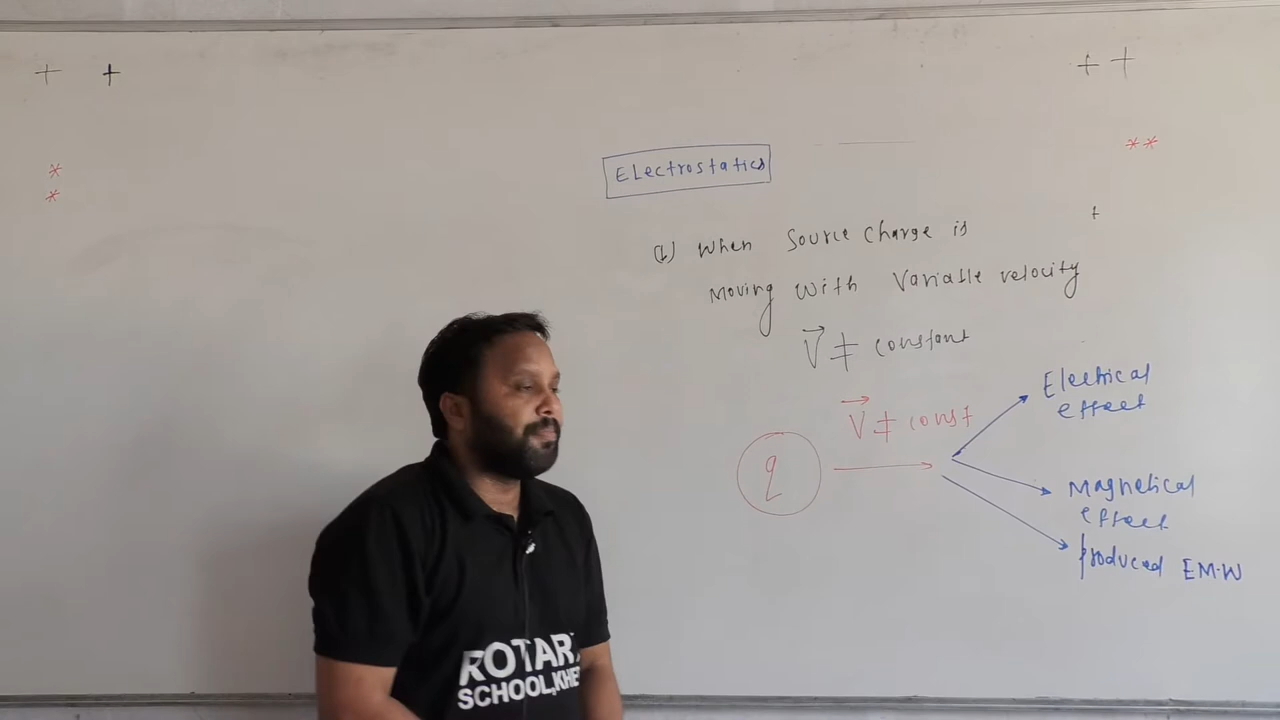 Electrostatics
When source charge is
moving with variable velocity
V ≠ constant
V ≠ const
q
Electrical
effect
Magnetical
effect
produced EM.W
ROTARY
SCHOOL,KHE